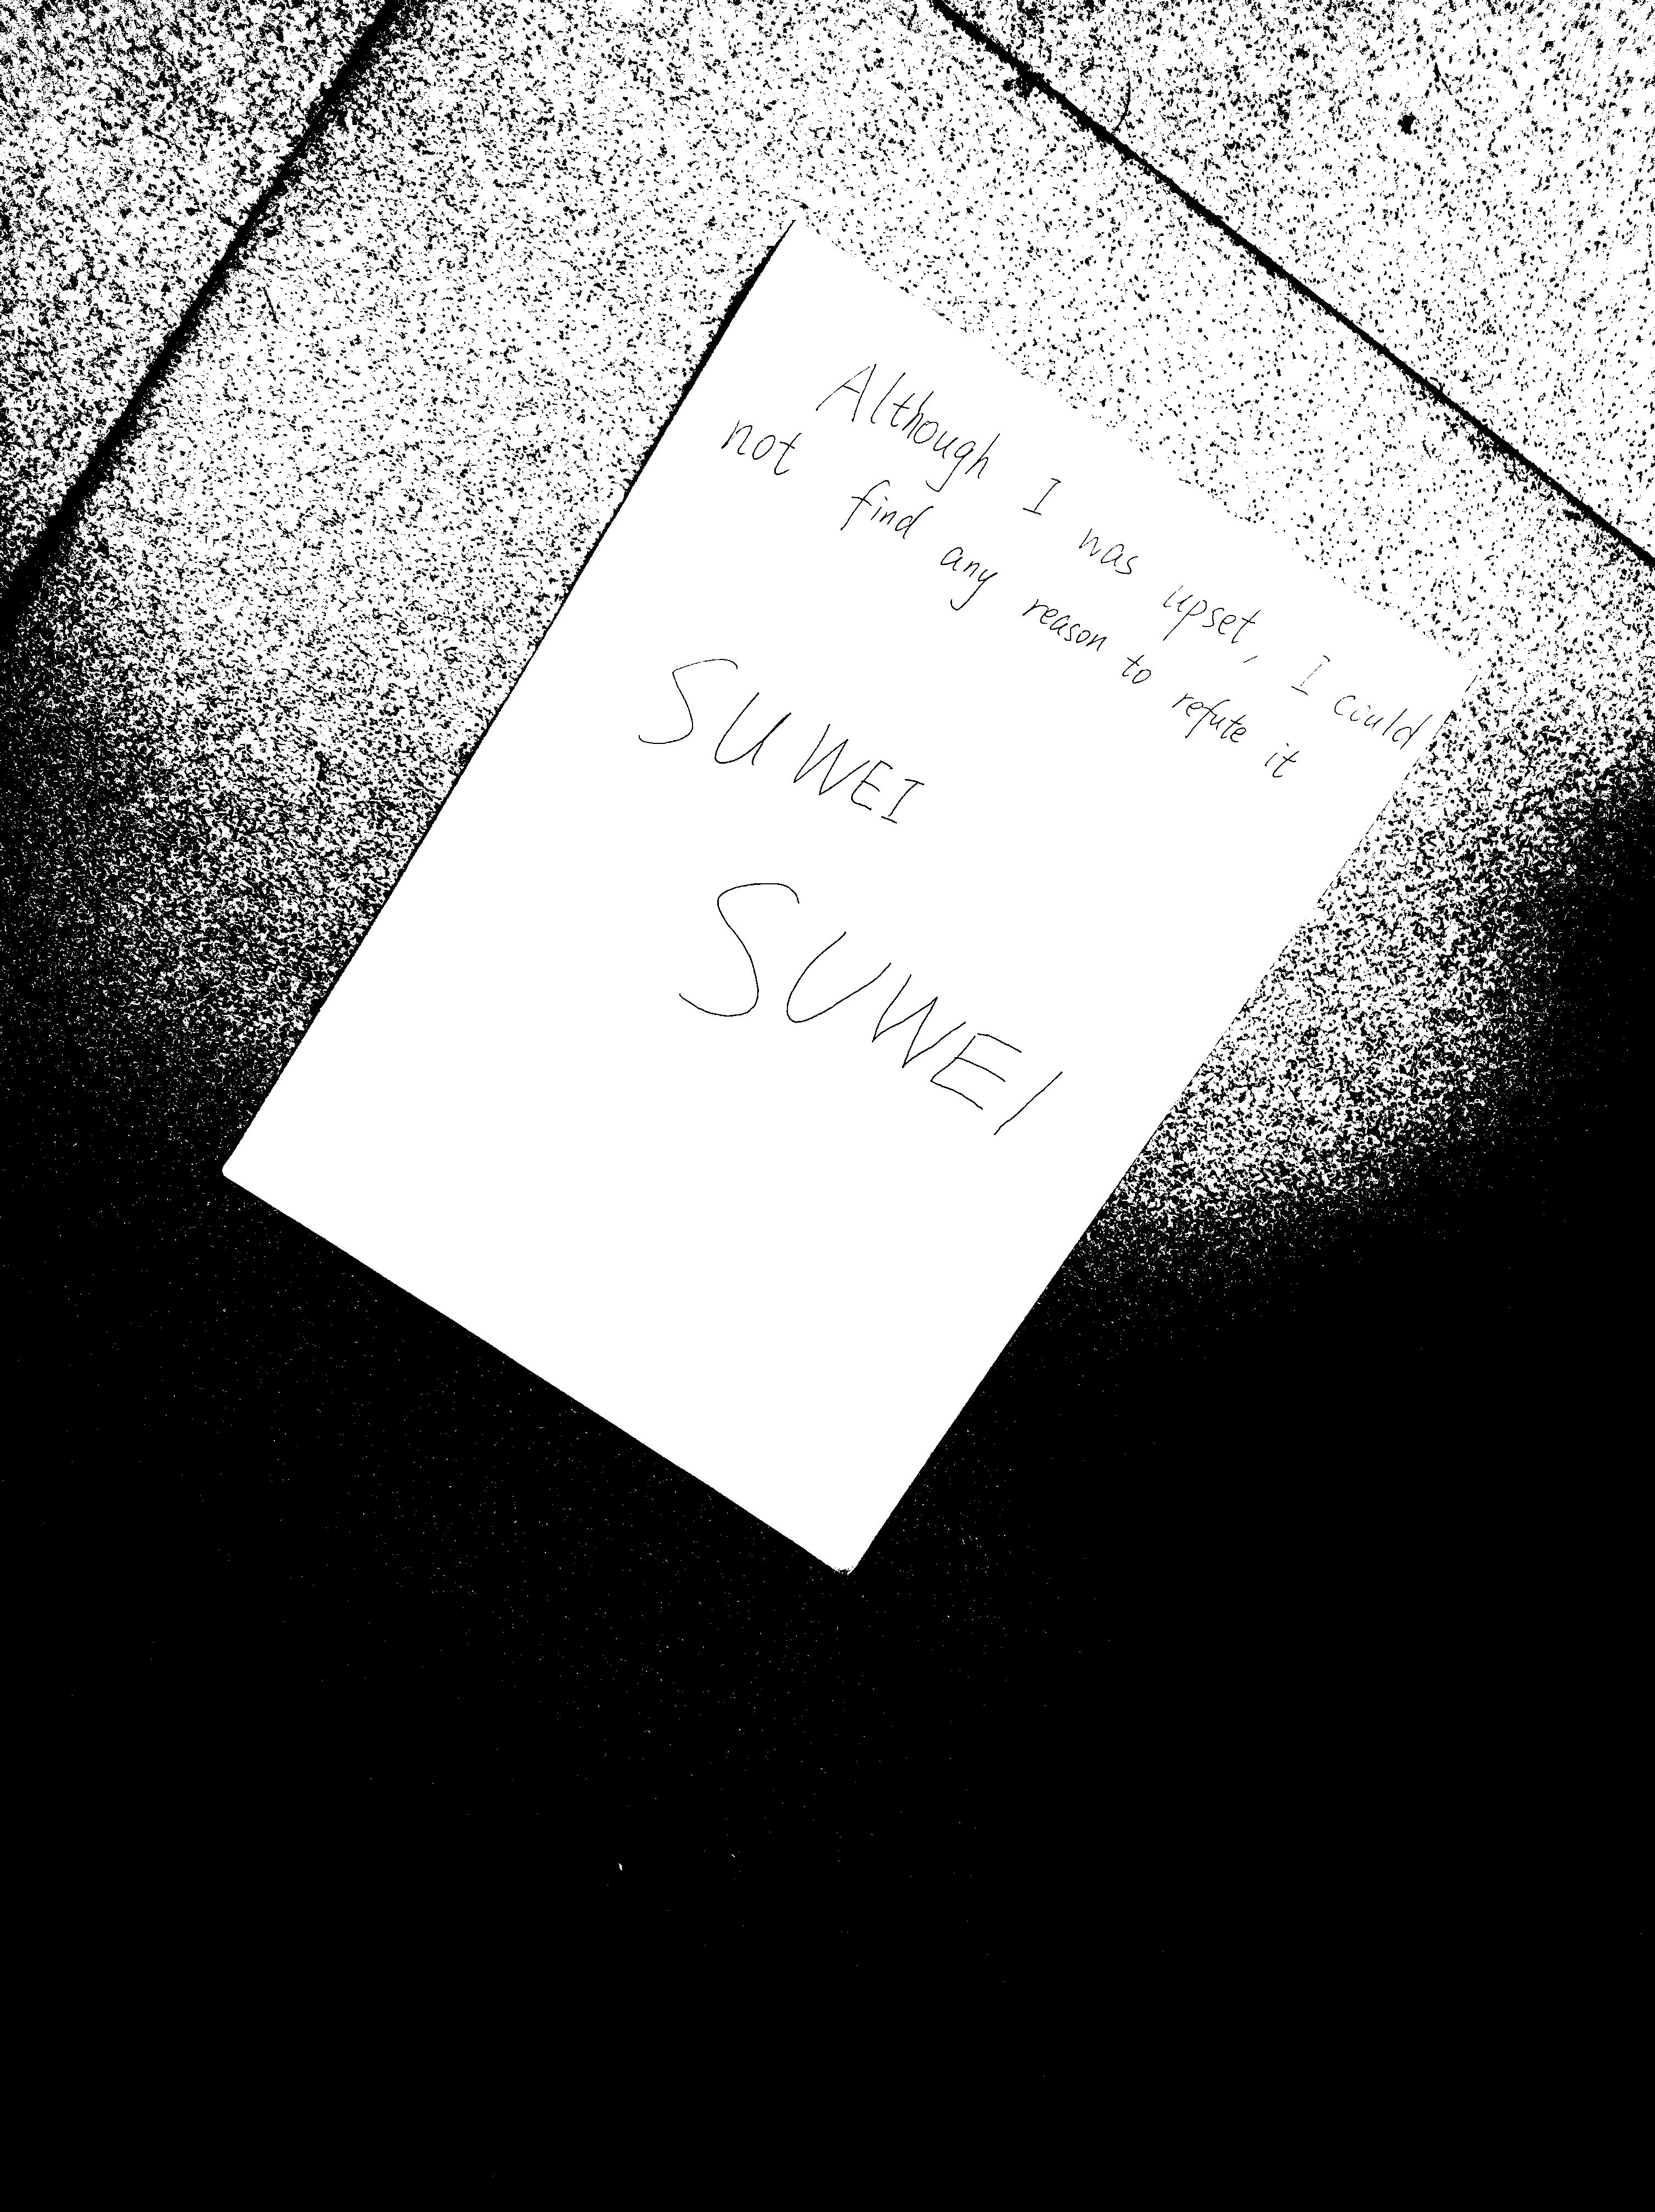 Although I was upset, I could
not find any reason to refute it
SU WEI
SUWEI